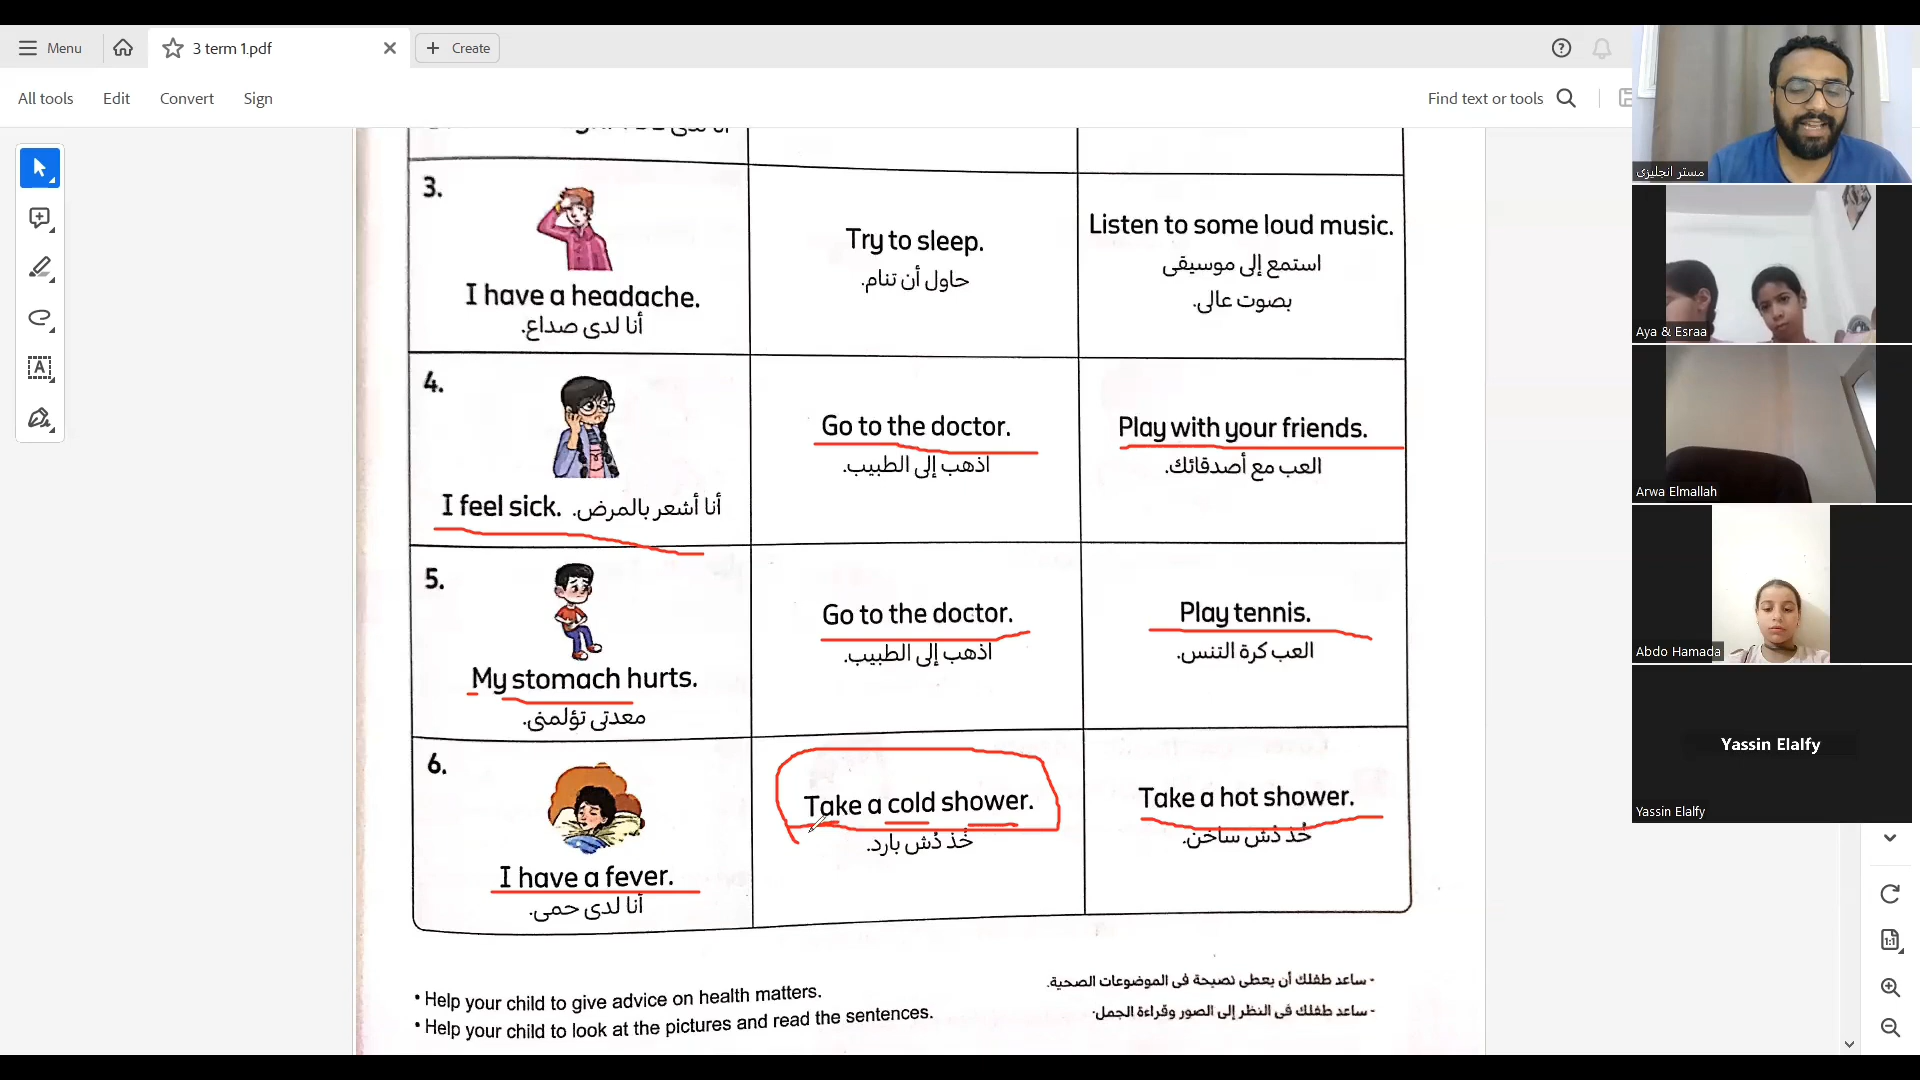 Menu
3 term 1.pdf
Create
All tools
Edit
Convert
Sign
Find text or tools
3.
I have a headache.
أنا لدى صداع.
Try to sleep.
حاول أن تنام.
Listen to some loud music.
استمع إلى موسيقى
بصوت عالى.
4.
I feel sick. أنا أشعر بالمرض.
Go to the doctor.
اذهب إلى الطبيب.
Play with your friends.
العب مع أصدقائك.
5.
My stomach hurts.
معدتى تؤلمنى.
Go to the doctor.
اذهب إلى الطبيب.
Play tennis.
العب كرة التنس.
6.
I have a fever.
أنا لدى حمى.
Take a cold shower.
خُذ دُش بارد.
Take a hot shower.
خُذ دُش ساخن.
• Help your child to give advice on health matters.
- ساعد طفلك أن يعطى نصيحة فى الموضوعات الصحية.
• Help your child to look at the pictures and read the sentences.
- ساعد طفلك فى النظر إلى الصور وقراءة الجمل.
مستر انجليزى
Aya & Esraa
Arwa Elmallah
Abdo Hamada
Yassin Elalfy
Yassin Elalfy